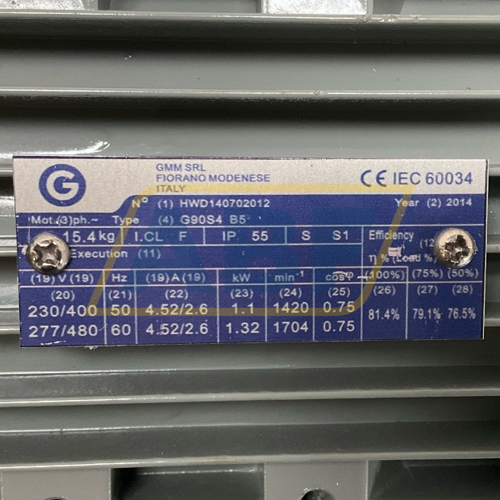 G
GMM SRL
FIORANO MODENESE
ITALY
CE IEC 60034
Nº (1) HWD140702012
Year (2) 2014
Mot.(3)ph.~ Type (4) G90S4 B5
15.4kg I.CL F IP 55 S S1
Efficiency
Execution (11)
η % (Load %)
(19) V (19) Hz (19) A (19) kW min⁻¹ cosφ (100%) (75%) (50%)
(20) (21) (22) (23) (24) (25) (26) (27) (28)
230/400 50 4.52/2.6 1.1 1420 0.75 81.4% 79.1% 76.5%
277/480 60 4.52/2.6 1.32 1704 0.75